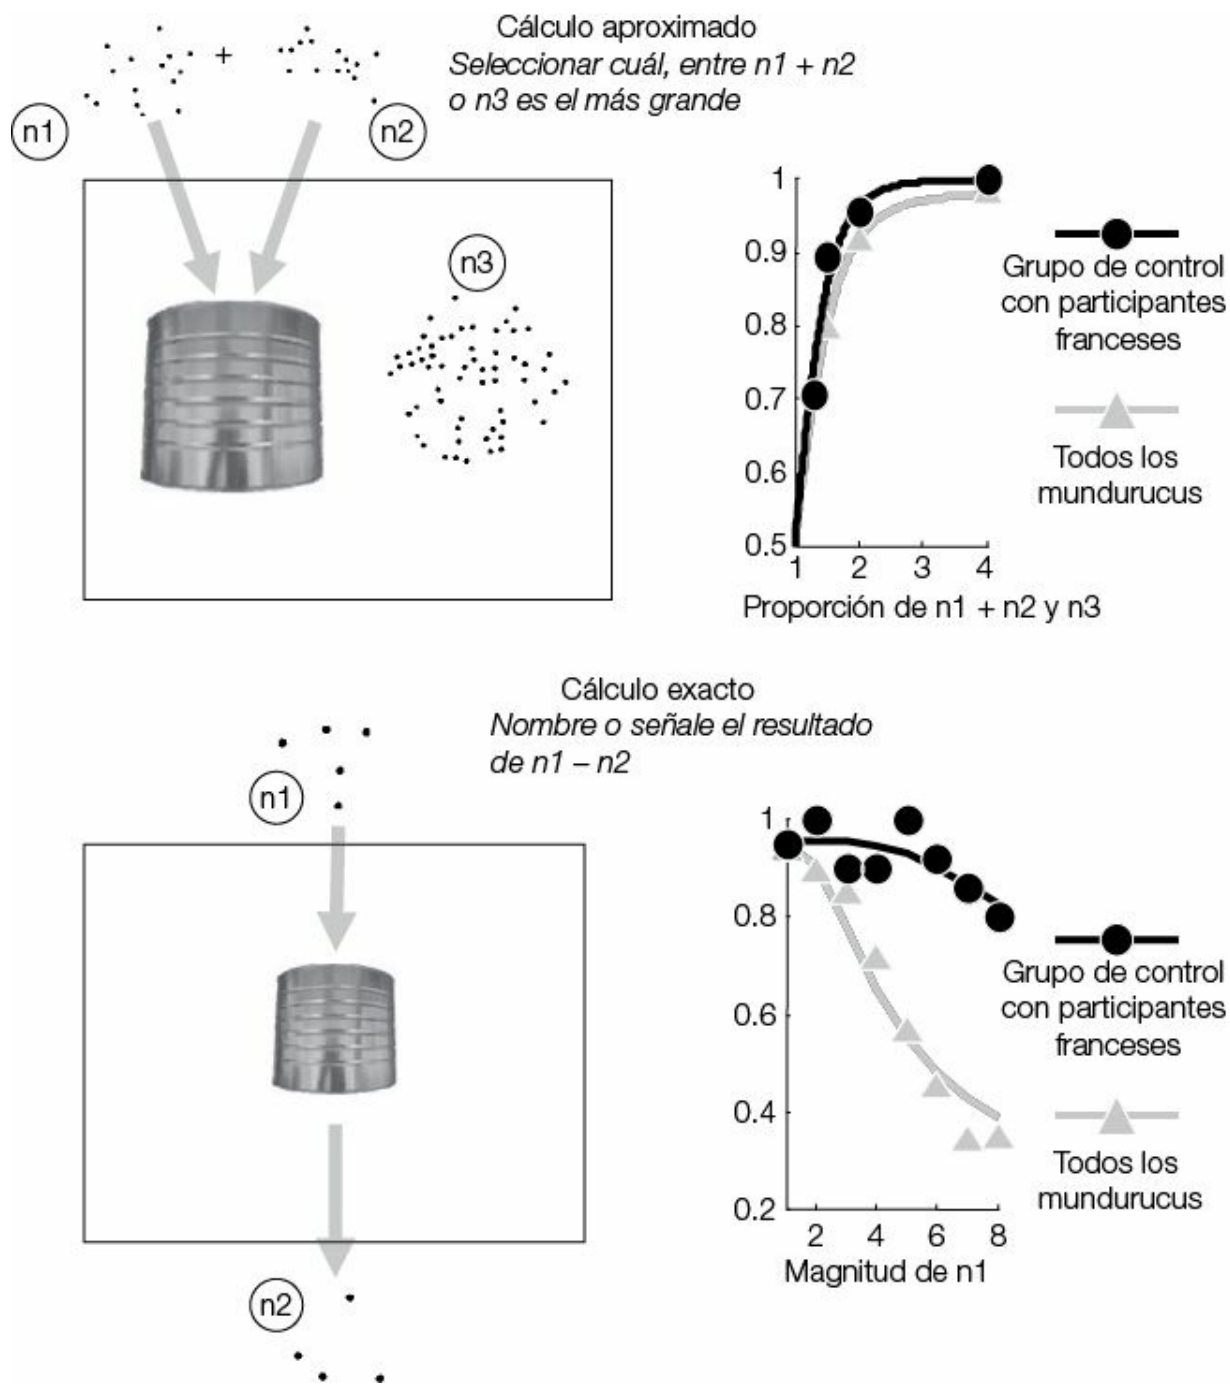 Cálculo aproximado
Seleccionar cuál, entre n1 + n2
o n3 es el más grande
+
n1
n2
n3
1
0.9
0.8
0.7
0.6
0.5
1 2 3 4
Proporción de n1 + n2 y n3
Grupo de control
con participantes
franceses
Todos los
mundurucus
Cálculo exacto
Nombre o señale el resultado
de n1 – n2
n1
n2
1
0.8
0.6
0.4
0.2
2 4 6 8
Magnitud de n1
Grupo de control
con participantes
franceses
Todos los
mundurucus